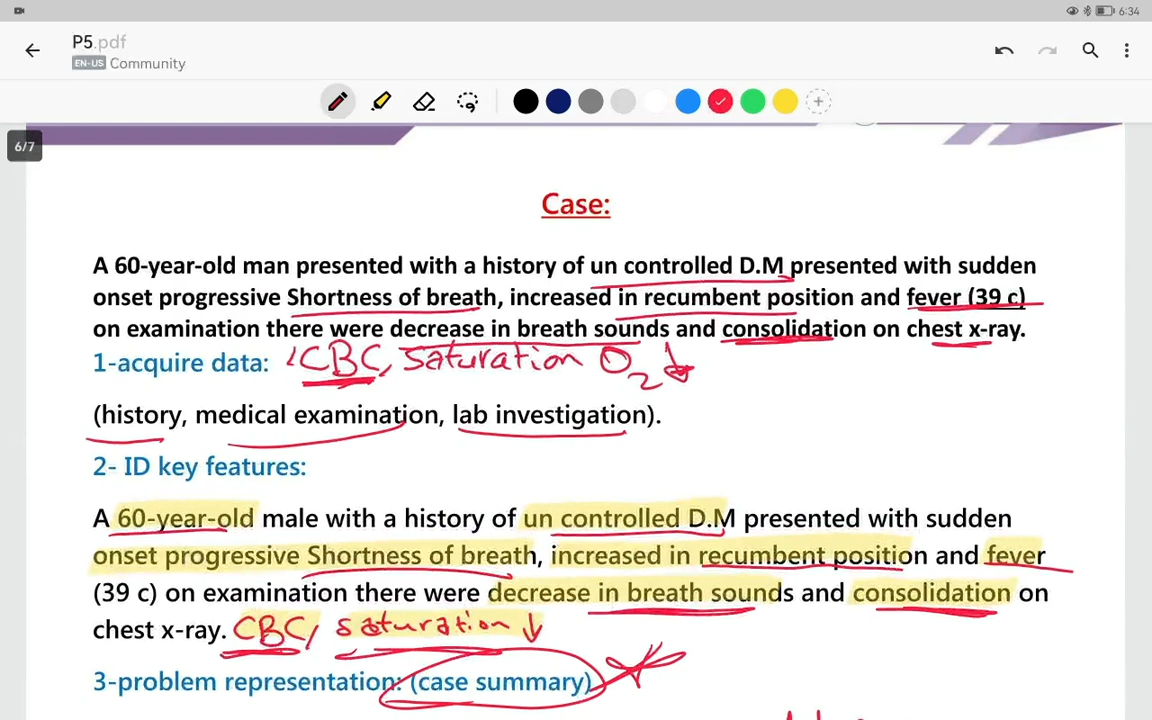 6:34
P5.pdf
EN-US Community
6/7
Case:
A 60-year-old man presented with a history of un controlled D.M presented with sudden
onset progressive Shortness of breath, increased in recumbent position and fever (39 c)
on examination there were decrease in breath sounds and consolidation on chest x-ray.
1-acquire data: CBC, saturation O2 ↓
(history, medical examination, lab investigation).
2- ID key features:
A 60-year-old male with a history of un controlled D.M presented with sudden
onset progressive Shortness of breath, increased in recumbent position and fever
(39 c) on examination there were decrease in breath sounds and consolidation on
chest x-ray. CBC, saturation ↓
3-problem representation: (case summary)